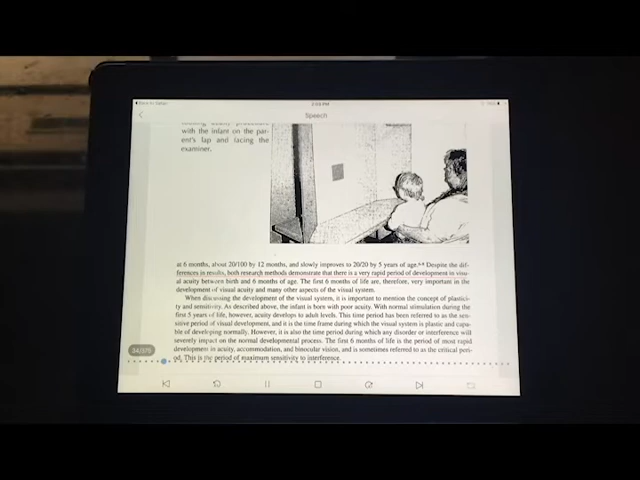 2:09 PM
Speech
with the infant on the par-
ent's lap and facing the
examiner.
at 6 months, about 20/100 by 12 months, and slowly improves to 20/20 by 5 years of age. Despite the dif-
ferences in results, both research methods demonstrate that there is a very rapid period of development in visu-
al acuity between birth and 6 months of age. The first 6 months of life are, therefore, very important in the
development of visual acuity and many other aspects of the visual system.
When discussing the development of the visual system, it is important to mention the concept of plastici-
ty and sensitivity. As described above, the infant is born with poor acuity. With normal stimulation during the
first 5 years of life, however, acuity develops to adult levels. This time period has been referred to as the sen-
sitive period of visual development, and it is the time frame during which the visual system is plastic and capa-
ble of developing normally. However, it is also the time period during which any disorder or interference will
severely impact on the normal developmental process. The first 6 months of life is the period of most rapid
development in acuity, accommodation, and binocular vision, and is sometimes referred to as the critical peri-
od. This is the period of maximum sensitivity to interference.